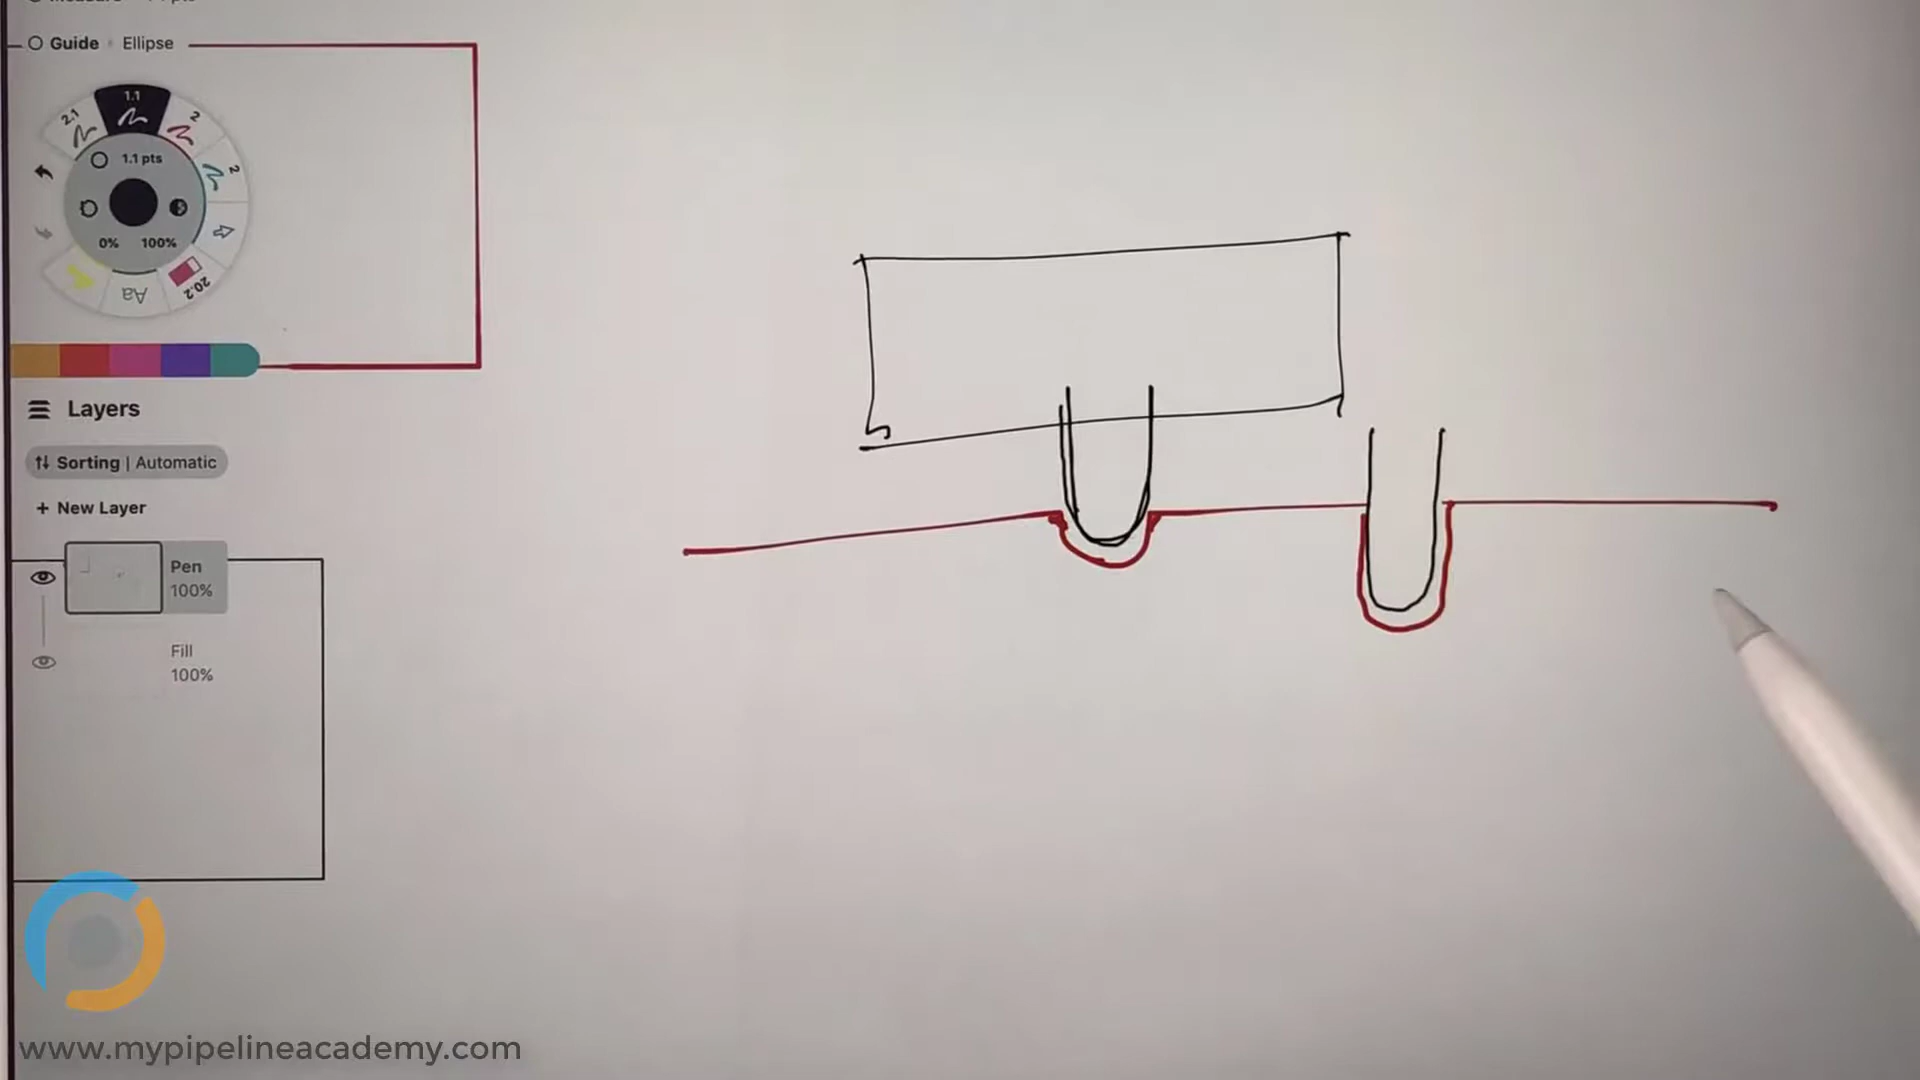 Guide Ellipse
1.1
2.1
2
2
1.1 pts
0% 100%
20.2
Aa
Layers
Sorting | Automatic
+ New Layer
Pen
100%
Fill
100%
www.mypipelineacademy.com